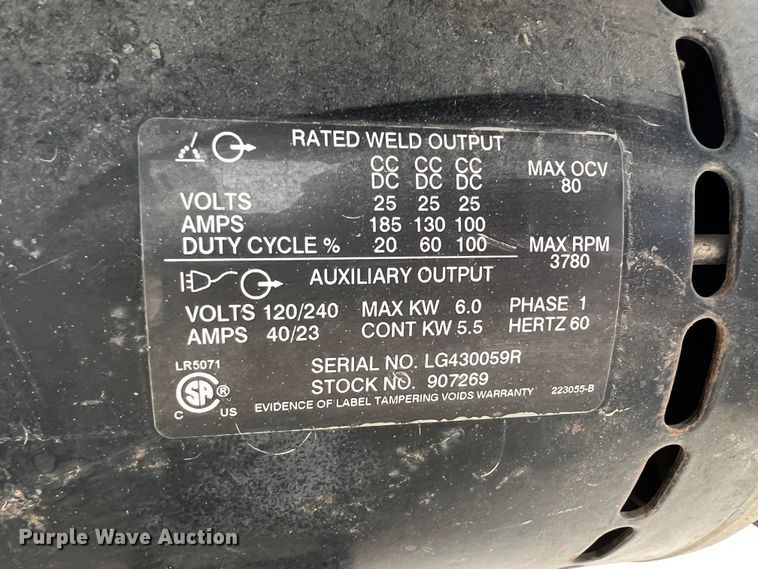 RATED WELD OUTPUT
CC CC CC MAX OCV
DC DC DC 80
VOLTS 25 25 25
AMPS 185 130 100
DUTY CYCLE % 20 60 100 MAX RPM
3780
AUXILIARY OUTPUT
VOLTS 120/240 MAX KW 6.0 PHASE 1
AMPS 40/23 CONT KW 5.5 HERTZ 60
LR5071 SERIAL NO. LG430059R
SA ® STOCK NO. 907269 223055-B
C US EVIDENCE OF LABEL TAMPERING VOIDS WARRANTY
Purple Wave Auction